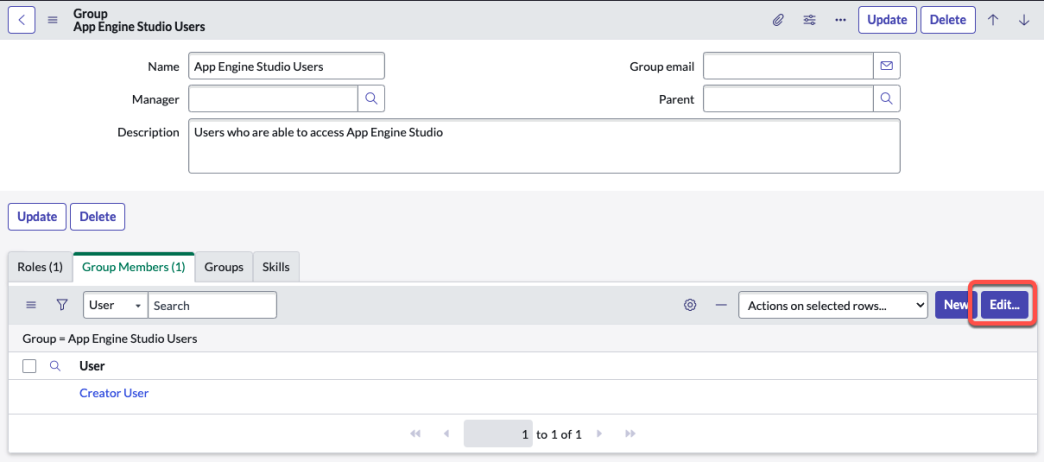 Group
App Engine Studio Users
Update Delete
Name App Engine Studio Users Group email
Manager Parent
Description Users who are able to access App Engine Studio
Update Delete
Roles (1) Group Members (1) Groups Skills
User Search Actions on selected rows... New Edit...
Group = App Engine Studio Users
User
Creator User
1 to 1 of 1